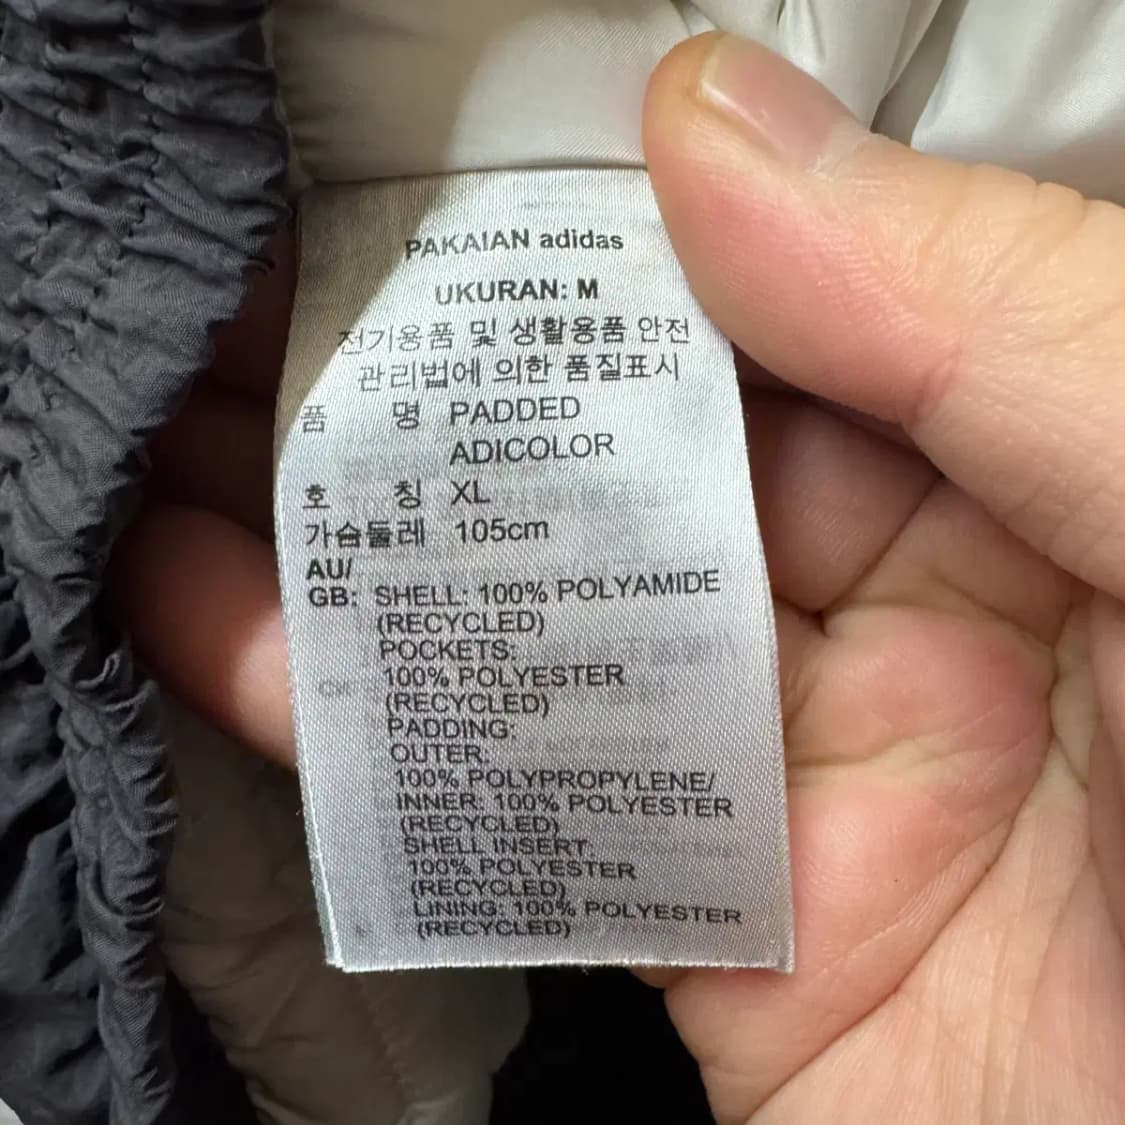 PAKAIAN adidas
UKURAN: M
전기용품 및 생활용품 안전
관리법에 의한 품질표시
품 명 PADDED
ADICOLOR
호 칭 XL
가슴둘레 105cm
AU/
GB: SHELL: 100% POLYAMIDE
(RECYCLED)
POCKETS:
100% POLYESTER
(RECYCLED)
PADDING:
OUTER:
100% POLYPROPYLENE/
INNER: 100% POLYESTER
(RECYCLED)
SHELL INSERT:
100% POLYESTER
(RECYCLED)
LINING: 100% POLYESTER
(RECYCLED)